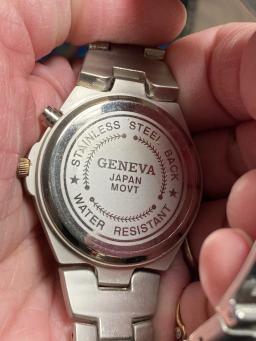 STAINLESS STEEL BACK
GENEVA
JAPAN
MOVT
WATER RESISTANT